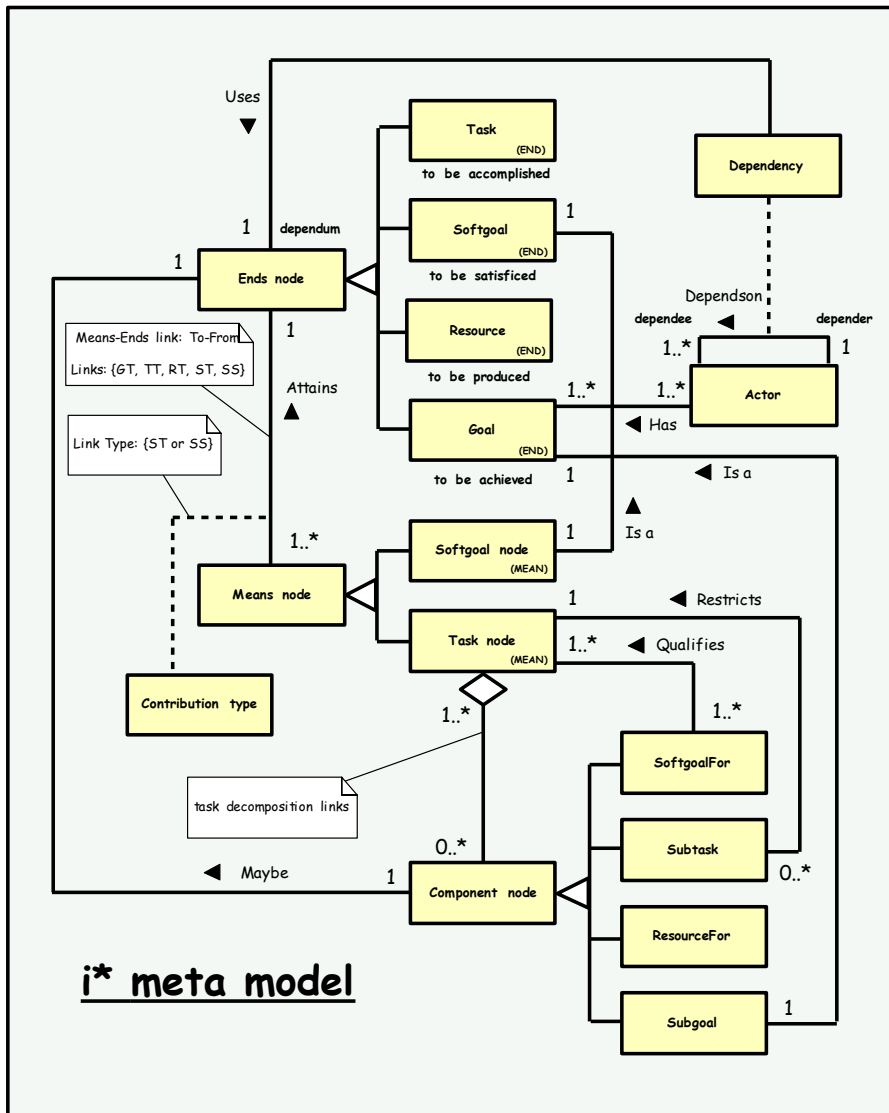 Uses
Task
(END)
to be accomplished
Dependency
1
dependum
Softgoal
(END)
1
to be satisficed
1
Ends node
Dependson
dependee
depender
Means-Ends link: To-From
Links: {GT, TT, RT, ST, SS}
1
Resource
(END)
to be produced
1..*
1
Attains
1..*
1..*
Actor
Link Type: {ST or SS}
Goal
(END)
Has
to be achieved
1
Is a
1..*
Softgoal node
(MEAN)
1
Is a
Means node
1
Restricts
Task node
(MEAN)
1..*
Qualifies
Contribution type
1..*
1..*
SoftgoalFor
task decomposition links
0..*
Subtask
0..*
Maybe
1
Component node
ResourceFor
i* meta model
Subgoal
1